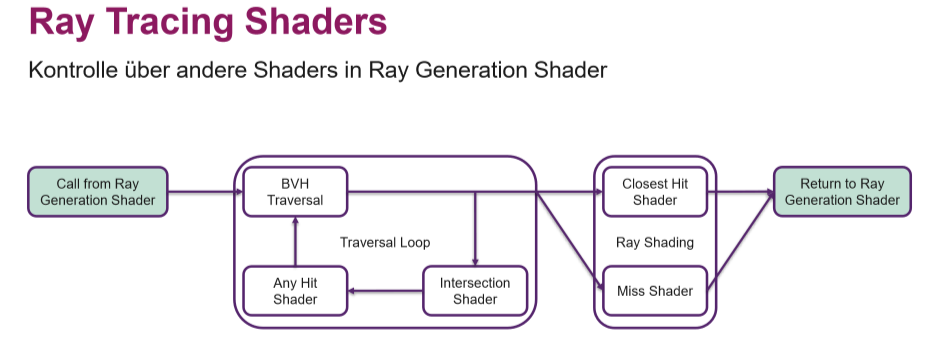 Ray Tracing Shaders
Kontrolle über andere Shaders in Ray Generation Shader
Call from Ray
Generation Shader
BVH
Traversal
Closest Hit
Shader
Return to Ray
Generation Shader
Traversal Loop
Ray Shading
Any Hit
Shader
Intersection
Shader
Miss Shader